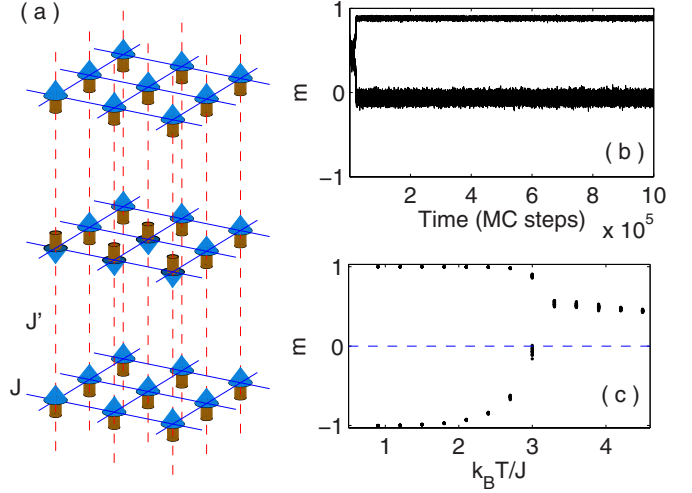 ( a )
J'
J
1
0
−1
m
( b )
2 4 6 8 10
Time (MC steps)
x 10^5
1
0
−1
m
( c )
1 2 3 4
k_B T/J